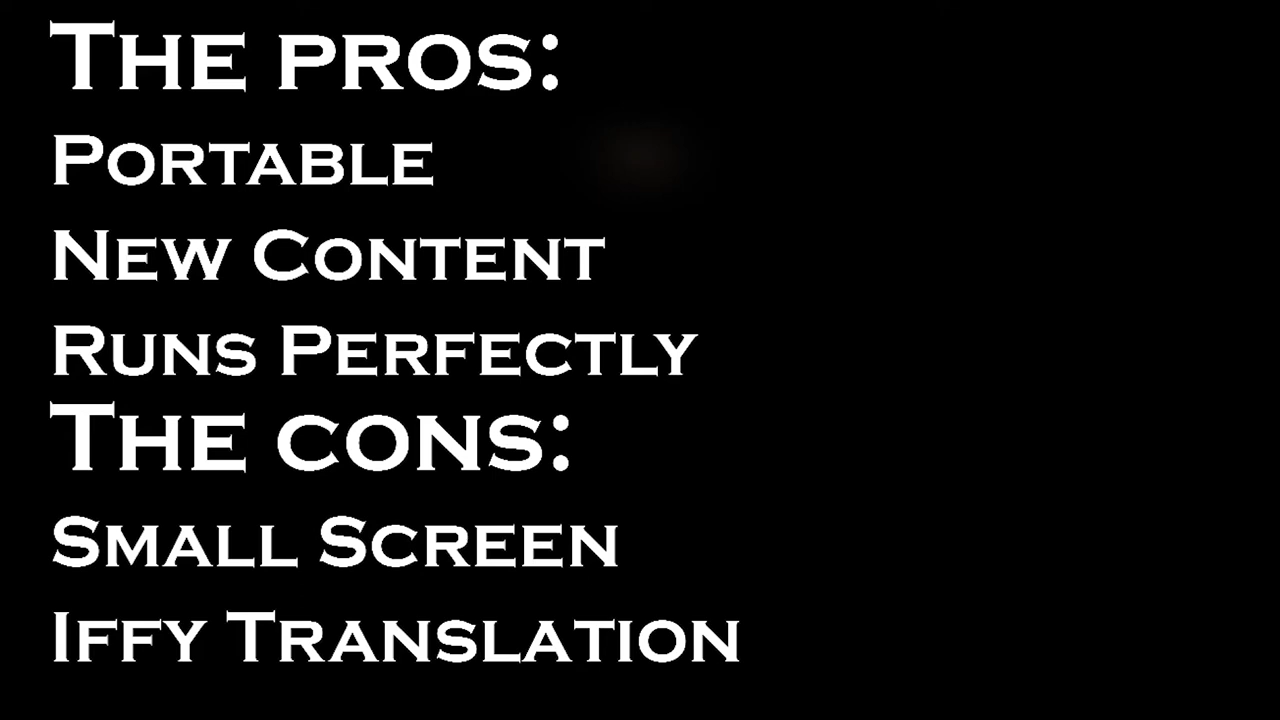 The pros:
Portable
New Content
Runs Perfectly
The cons:
Small Screen
Iffy Translation